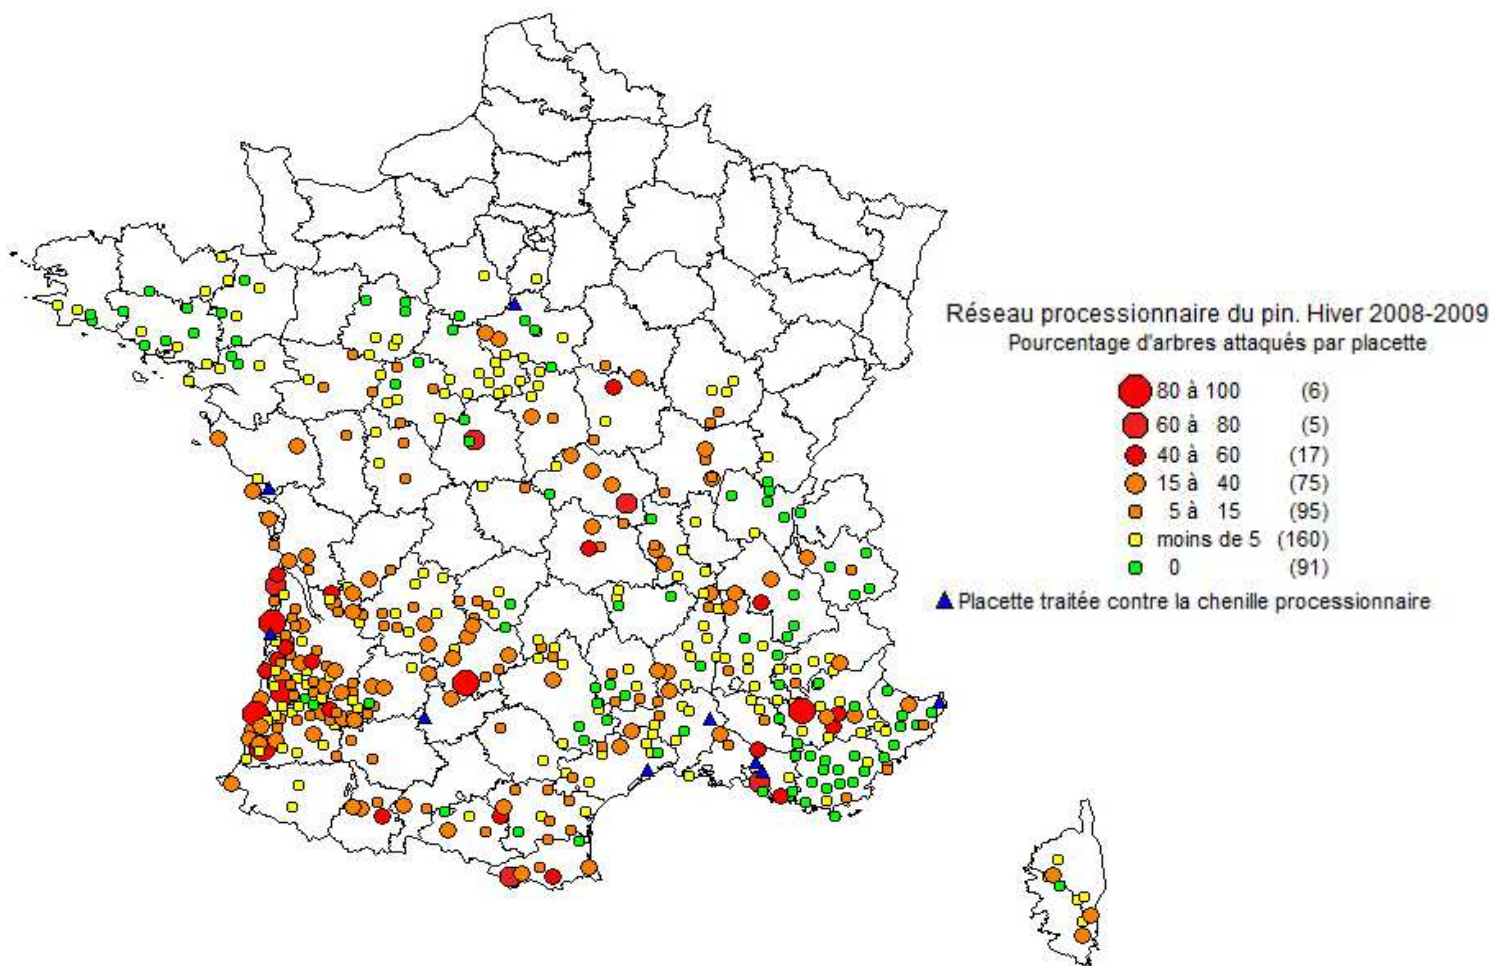 Réseau processionnaire du pin. Hiver 2008-2009
Pourcentage d'arbres attaqués par placette
80 à 100 (6)
60 à 80 (5)
40 à 60 (17)
15 à 40 (75)
5 à 15 (95)
moins de 5 (160)
0 (91)
Placette traitée contre la chenille processionnaire